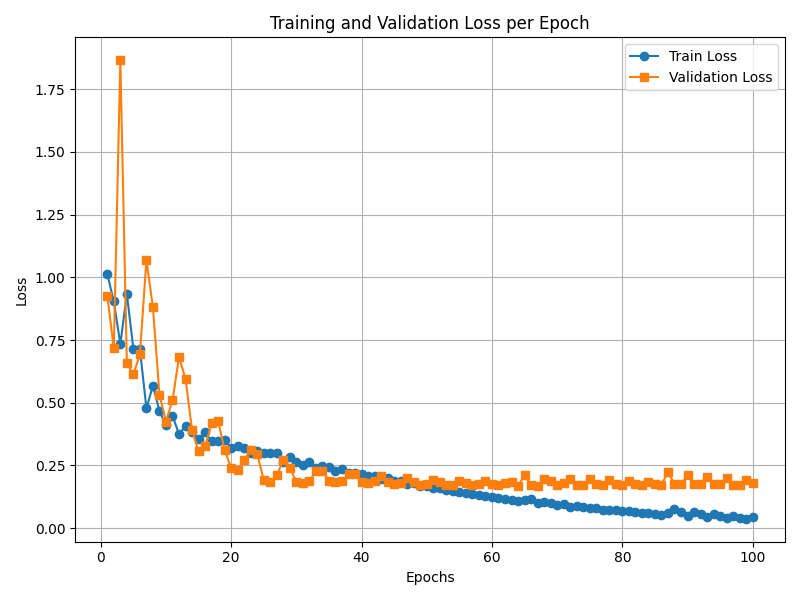 Training and Validation Loss per Epoch
Train Loss
Validation Loss
1.75
1.50
1.25
1.00
0.75
0.50
0.25
0.00
Loss
0 20 40 60 80 100
Epochs